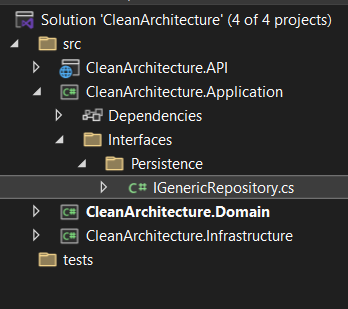 Solution 'CleanArchitecture' (4 of 4 projects)
src
CleanArchitecture.API
C# CleanArchitecture.Application
Dependencies
Interfaces
Persistence
C# IGenericRepository.cs
C# CleanArchitecture.Domain
C# CleanArchitecture.Infrastructure
tests